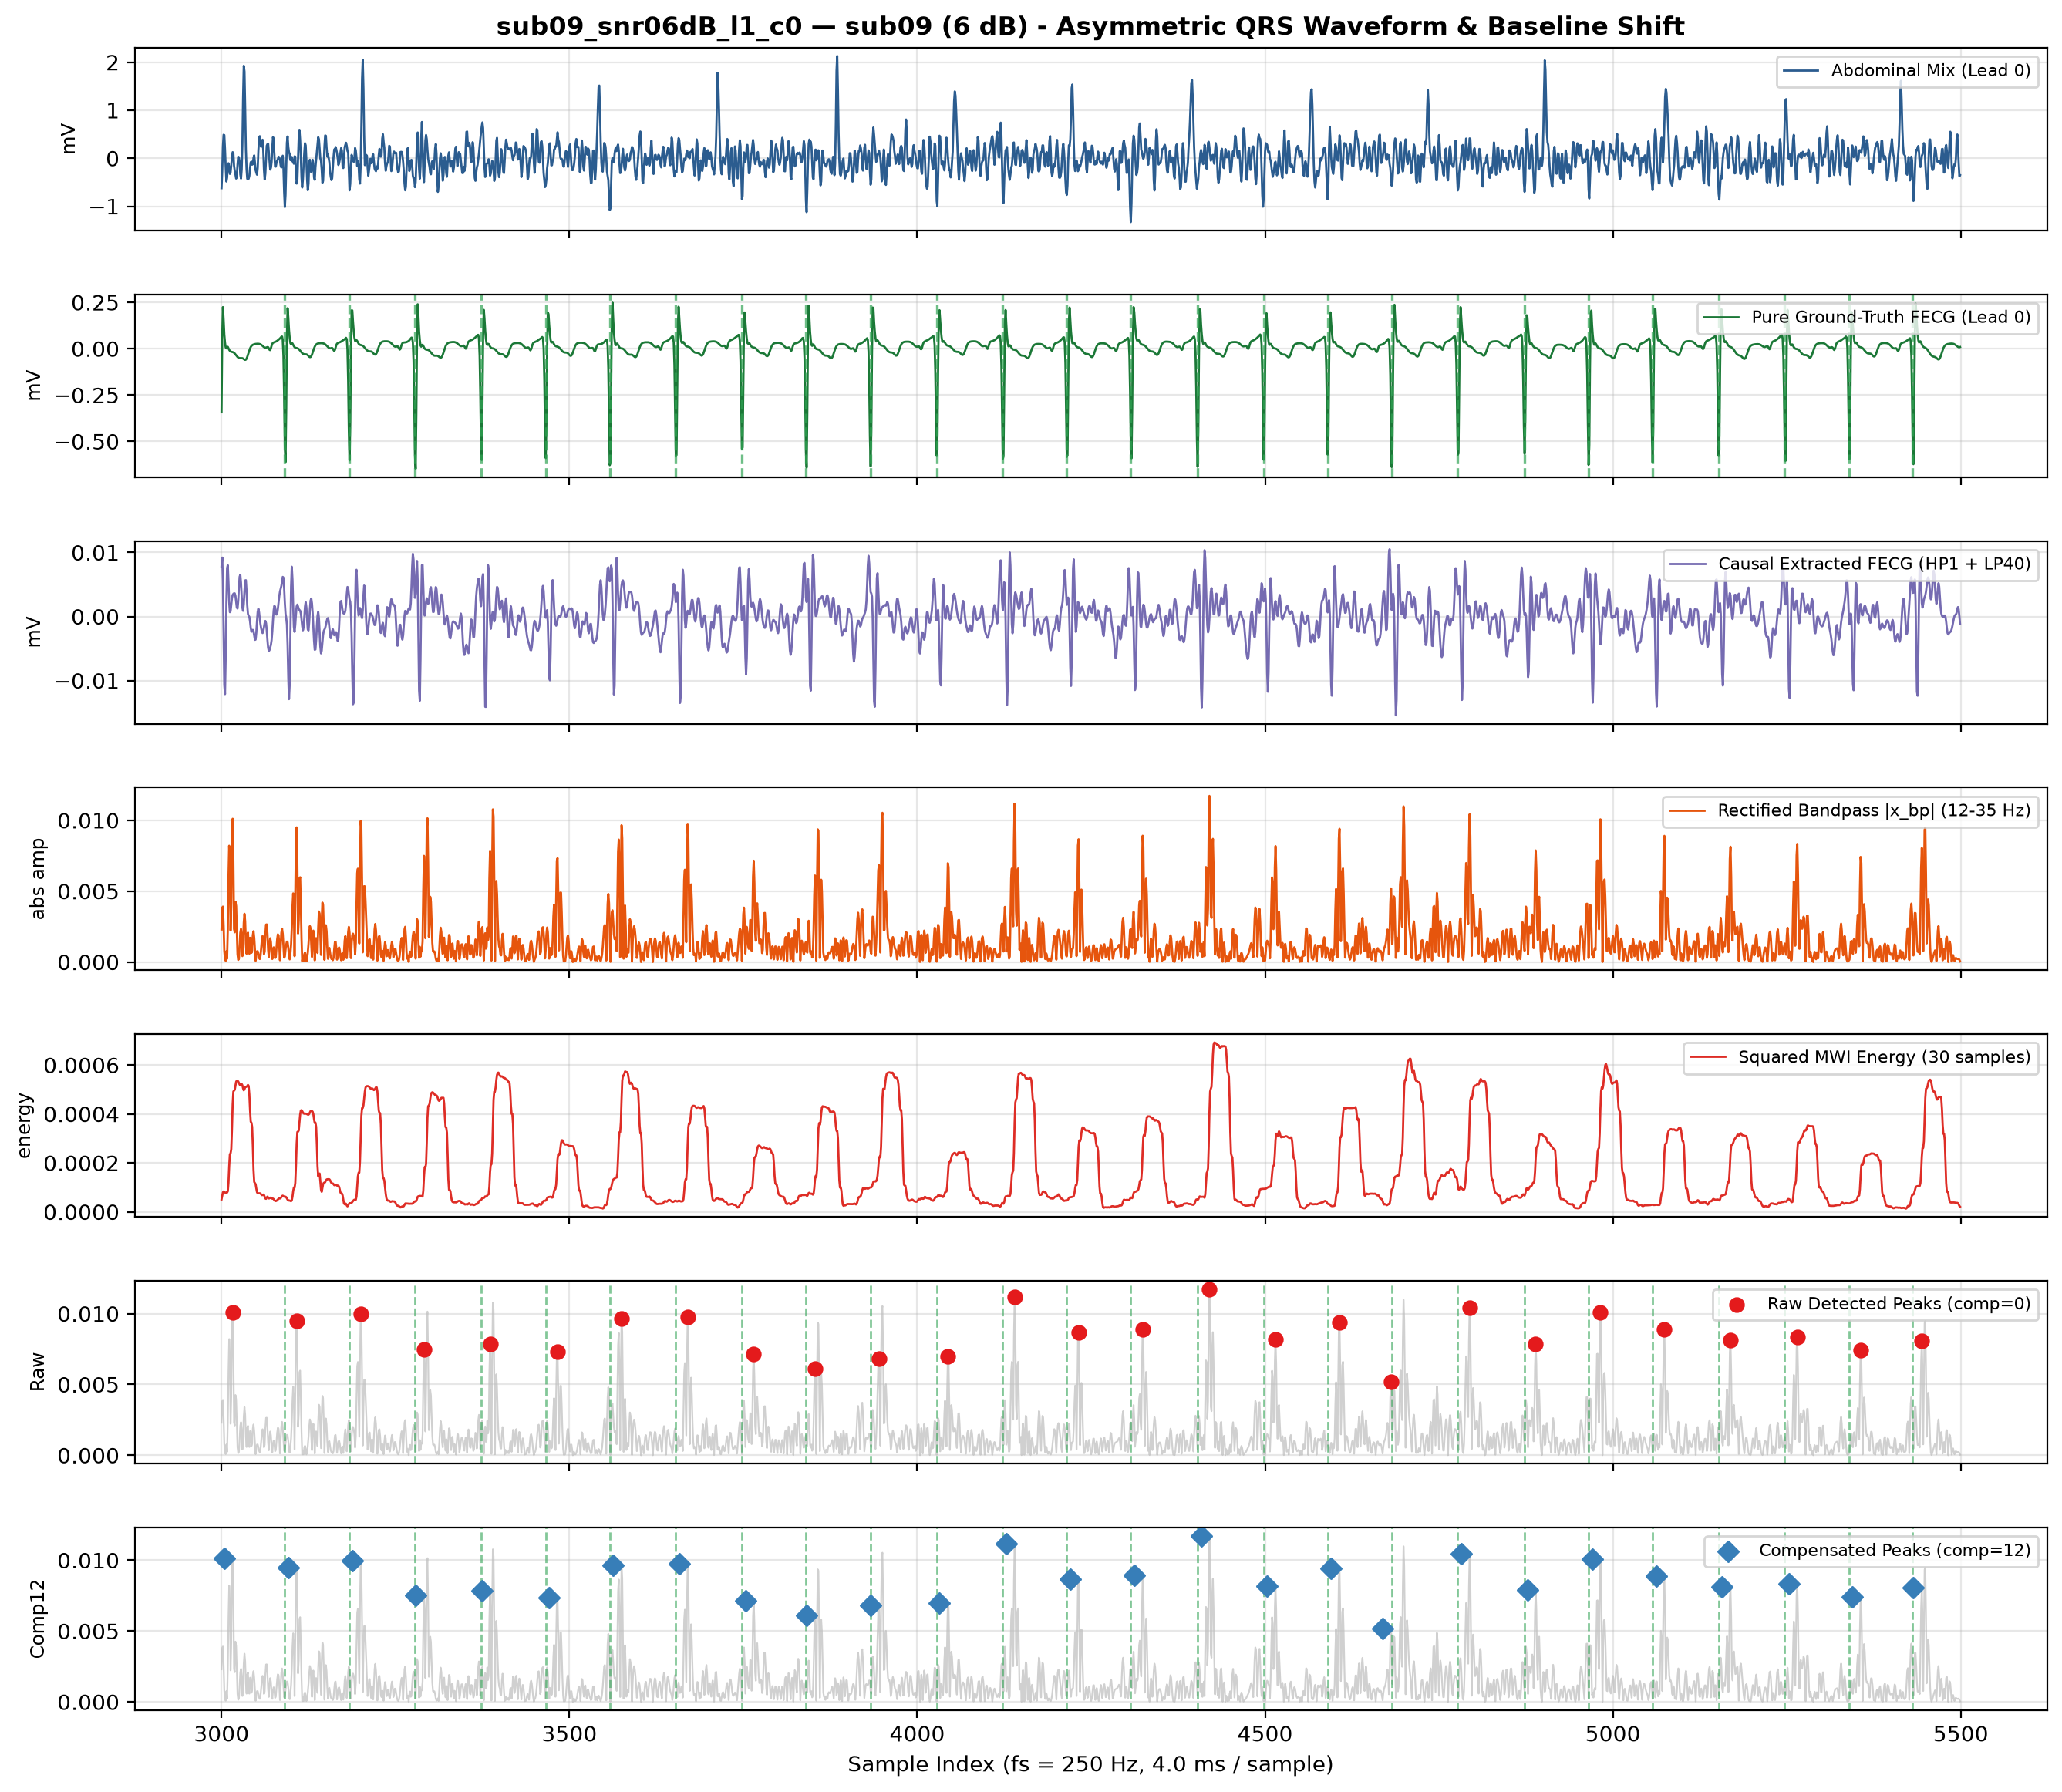 sub09_snr06dB_l1_c0 — sub09 (6 dB) - Asymmetric QRS Waveform & Baseline Shift
2
1
0
−1
mV
Abdominal Mix (Lead 0)
0.25
0.00
−0.25
−0.50
mV
Pure Ground-Truth FECG (Lead 0)
0.01
0.00
−0.01
mV
Causal Extracted FECG (HP1 + LP40)
0.010
0.005
0.000
abs amp
Rectified Bandpass |x_bp| (12-35 Hz)
0.0006
0.0004
0.0002
0.0000
energy
Squared MWI Energy (30 samples)
0.010
0.005
0.000
Raw
Raw Detected Peaks (comp=0)
0.010
0.005
0.000
Comp12
Compensated Peaks (comp=12)
3000 3500 4000 4500 5000 5500
Sample Index (fs = 250 Hz, 4.0 ms / sample)